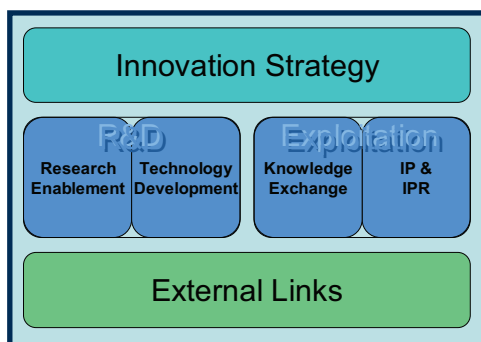 Innovation Strategy
R&D
Research
Enablement
Technology
Development
Exploitation
Knowledge
Exchange
IP &
IPR
External Links